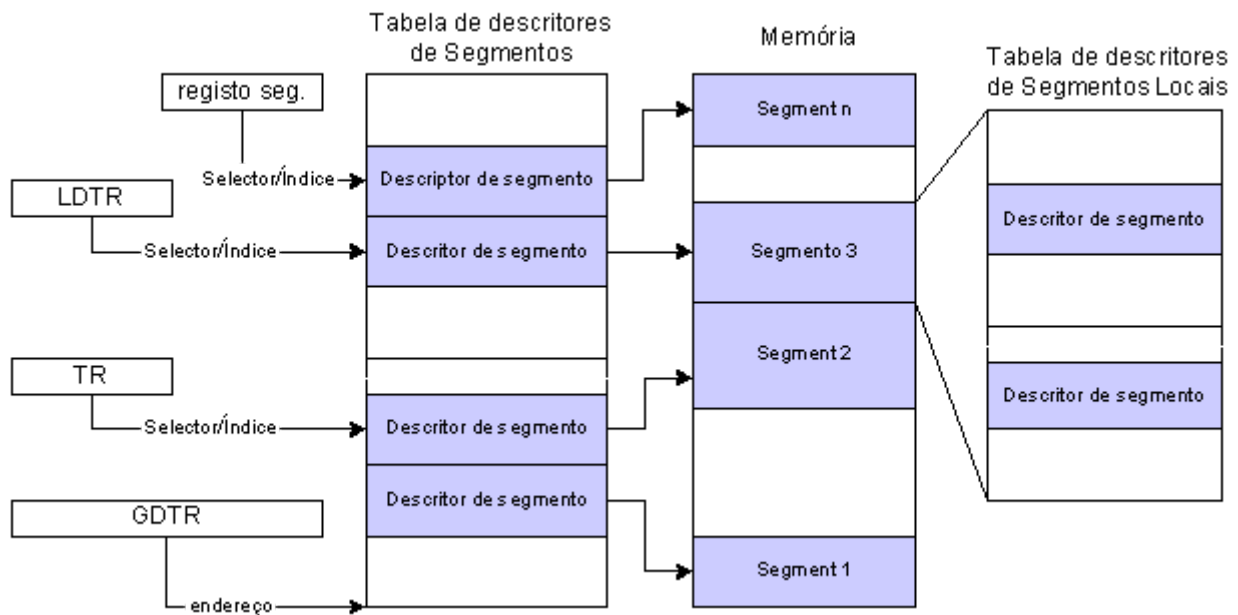 Tabela de descritores
de Segmentos
Memória
Tabela de descritores
de Segmentos Locais
registo seg.
Segment n
Selector/Índice
Descriptor de segmento
LDTR
Descritor de segmento
Selector/Índice
Descritor de segmento
Segmento 3
Segment 2
TR
Descritor de segmento
Selector/Índice
Descritor de segmento
Descritor de segmento
GDTR
Segment 1
endereço